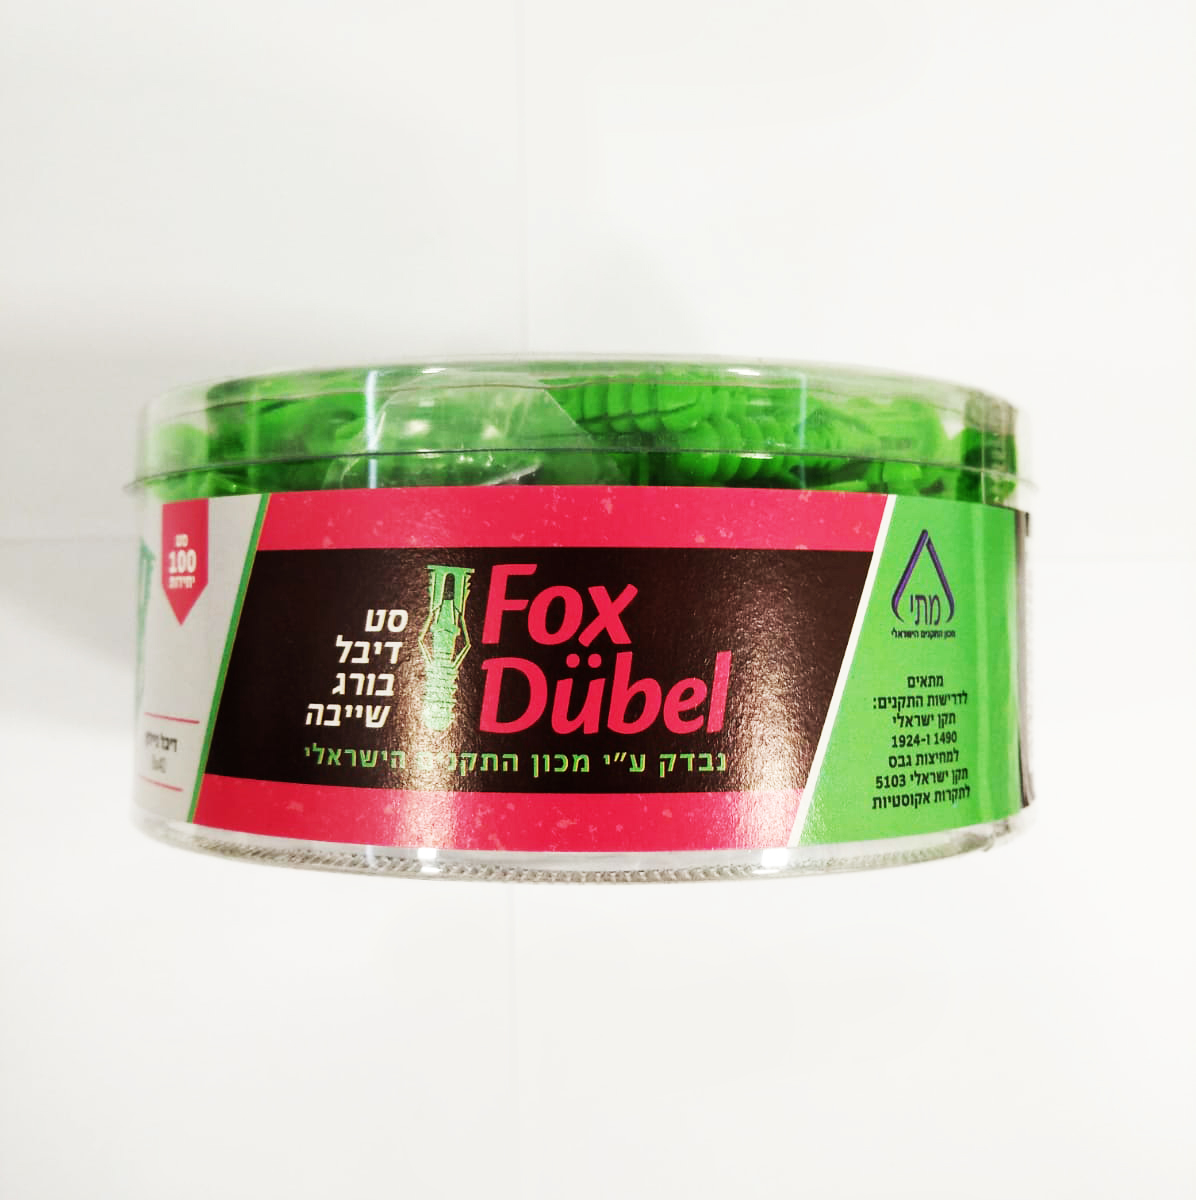 סט
100
יחידות
דיבל
סט
דיבל
בורג
שייבה
Fox
Dübel
נבדק ע״י מכון התקנים הישראלי
מתי
מכון התקנים הישראלי
מתאים
לדרישות התקנים:
תקן ישראלי
1490 ו-1924
למחיצות גבס
תקן ישראלי 5103
לתקרות אקוסטיות